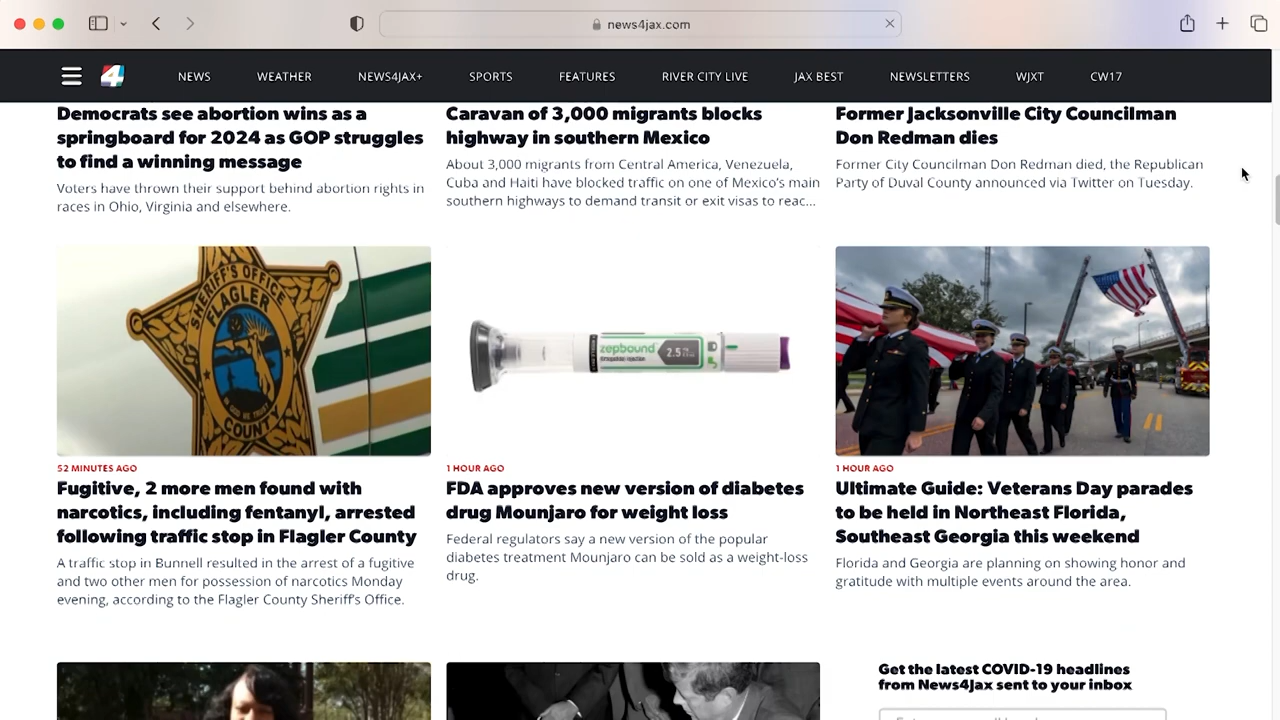 news4jax.com
4
NEWS
WEATHER
NEWS4JAX+
SPORTS
FEATURES
RIVER CITY LIVE
JAX BEST
NEWSLETTERS
WJXT
CW17
Democrats see abortion wins as a
springboard for 2024 as GOP struggles
to find a winning message
Voters have thrown their support behind abortion rights in
races in Ohio, Virginia and elsewhere.
Caravan of 3,000 migrants blocks
highway in southern Mexico
About 3,000 migrants from Central America, Venezuela,
Cuba and Haiti have blocked traffic on one of Mexico's main
southern highways to demand transit or exit visas to reac...
Former Jacksonville City Councilman
Don Redman dies
Former City Councilman Don Redman died, the Republican
Party of Duval County announced via Twitter on Tuesday.
SHERIFF'S OFFICE
FLAGLER
COUNTY
52 MINUTES AGO
Fugitive, 2 more men found with
narcotics, including fentanyl, arrested
following traffic stop in Flagler County
A traffic stop in Bunnell resulted in the arrest of a fugitive
and two other men for possession of narcotics Monday
evening, according to the Flagler County Sheriff's Office.
zepbound
2.5
1 HOUR AGO
FDA approves new version of diabetes
drug Mounjaro for weight loss
Federal regulators say a new version of the popular
diabetes treatment Mounjaro can be sold as a weight-loss
drug.
1 HOUR AGO
Ultimate Guide: Veterans Day parades
to be held in Northeast Florida,
Southeast Georgia this weekend
Florida and Georgia are planning on showing honor and
gratitude with multiple events around the area.
Get the latest COVID-19 headlines
from News4Jax sent to your inbox